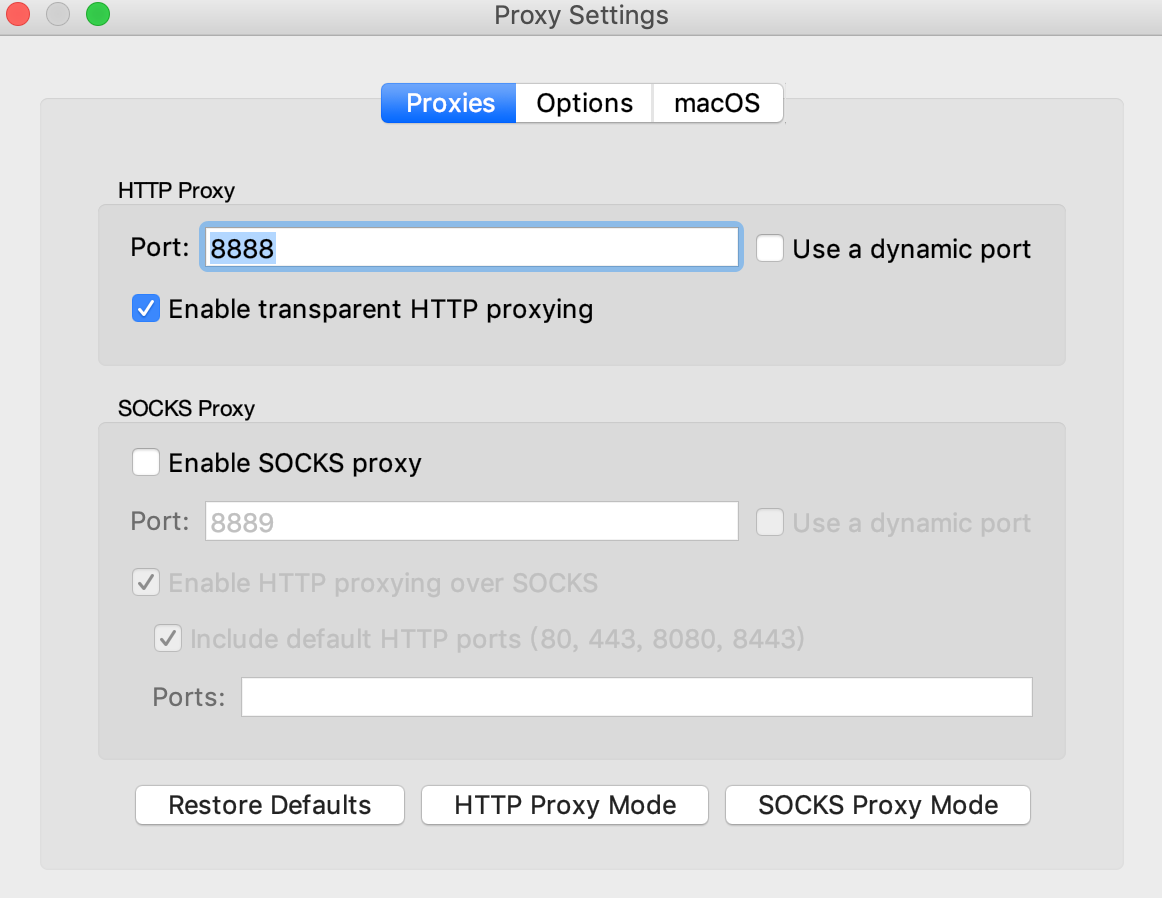 Proxy Settings
Proxies Options macOS
HTTP Proxy
Port: 8888 Use a dynamic port
Enable transparent HTTP proxying
SOCKS Proxy
Enable SOCKS proxy
Port: 8889 Use a dynamic port
Enable HTTP proxying over SOCKS
Include default HTTP ports (80, 443, 8080, 8443)
Ports:
Restore Defaults HTTP Proxy Mode SOCKS Proxy Mode